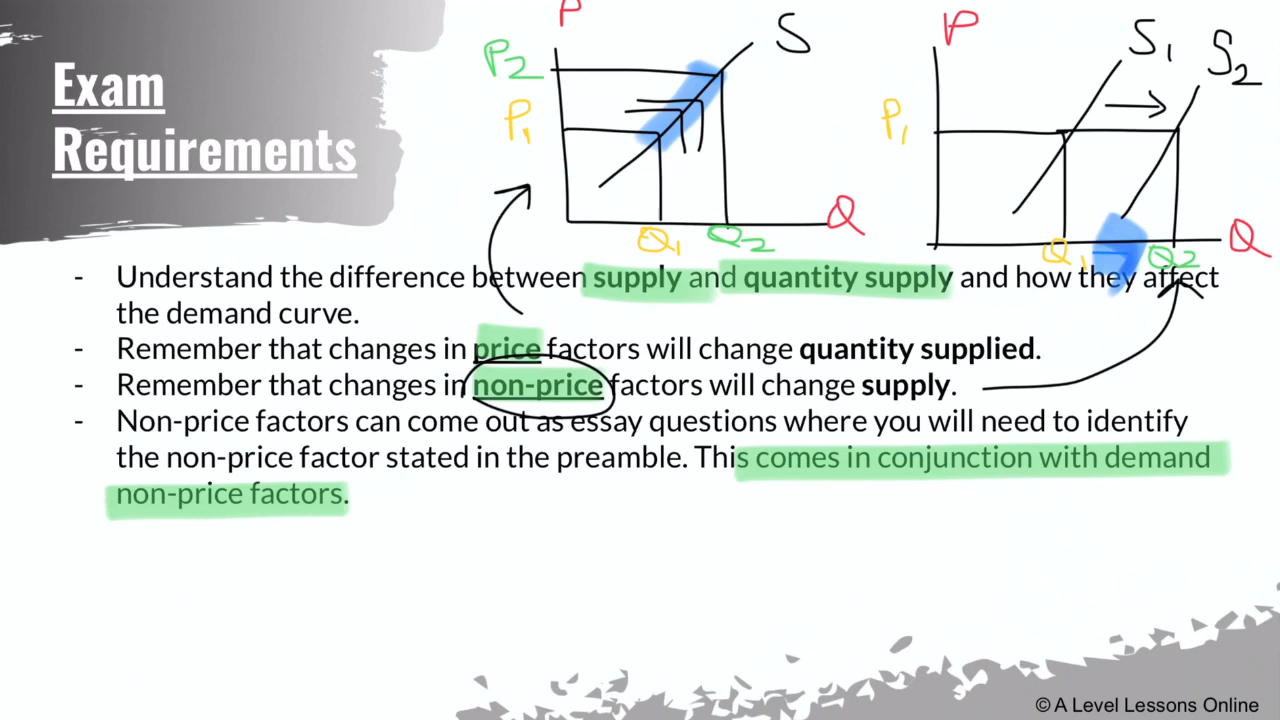 Exam
Requirements
P
P2
P1
S
Q1
Q2
Q
P
P1
S1
S2
Q1
Q2
Q
- Understand the difference between supply and quantity supply and how they affect
the demand curve.
- Remember that changes in price factors will change quantity supplied.
- Remember that changes in non-price factors will change supply.
- Non-price factors can come out as essay questions where you will need to identify
the non-price factor stated in the preamble. This comes in conjunction with demand
non-price factors.
© A Level Lessons Online